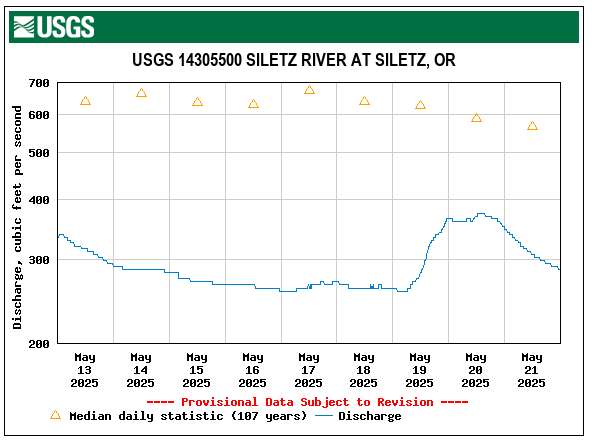 USGS
USGS 14305500 SILETZ RIVER AT SILETZ, OR
Discharge, cubic feet per second
700
600
500
400
300
200
May 13 2025
May 14 2025
May 15 2025
May 16 2025
May 17 2025
May 18 2025
May 19 2025
May 20 2025
May 21 2025
---- Provisional Data Subject to Revision ----
Median daily statistic (107 years) Discharge